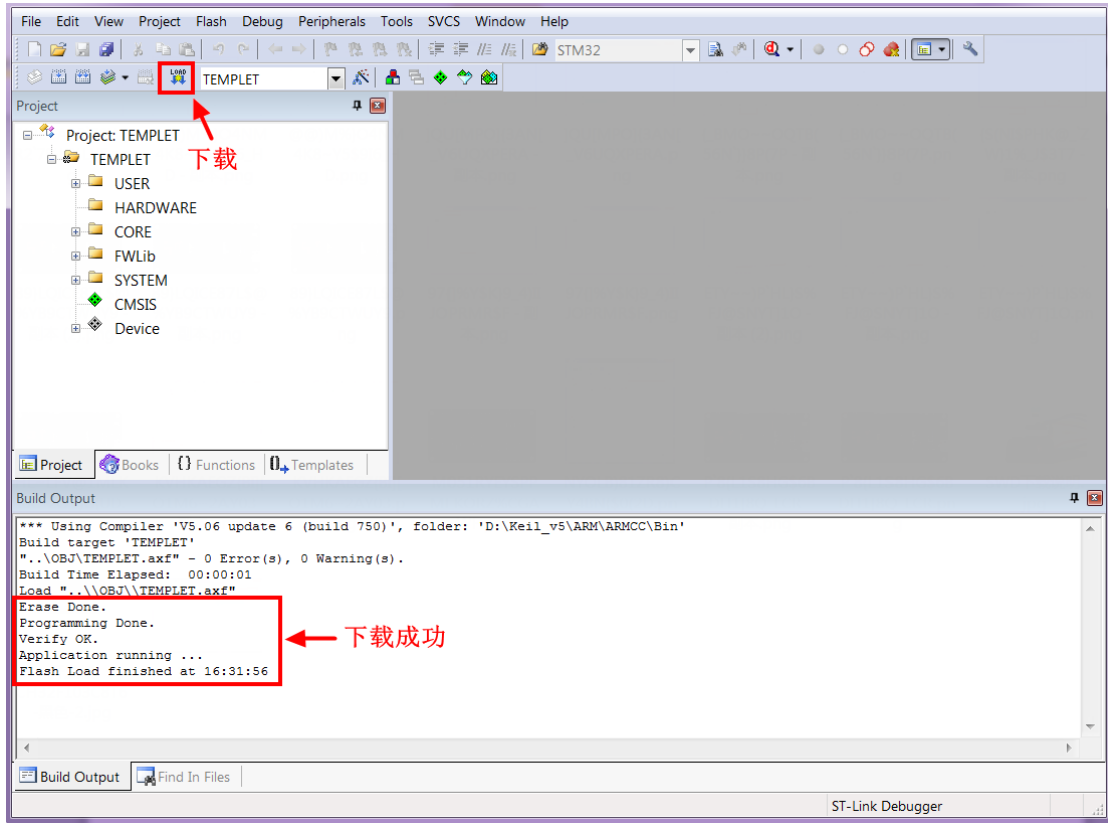 File Edit View Project Flash Debug Peripherals Tools SVCS Window Help
STM32
LOAD TEMPLET
Project
Project: TEMPLET
下载
TEMPLET
USER
HARDWARE
CORE
FWLib
SYSTEM
CMSIS
Device
Project Books {} Functions Templates
Build Output
*** Using Compiler 'V5.06 update 6 (build 750)', folder: 'D:\Keil_v5\ARM\ARMCC\Bin'
Build target 'TEMPLET'
"..\OBJ\TEMPLET.axf" - 0 Error(s), 0 Warning(s).
Build Time Elapsed:  00:00:01
Load "..\\OBJ\\TEMPLET.axf"
Erase Done.
Programming Done.
Verify OK.
下载成功
Application running ...
Flash Load finished at 16:31:56
Build Output Find In Files
ST-Link Debugger